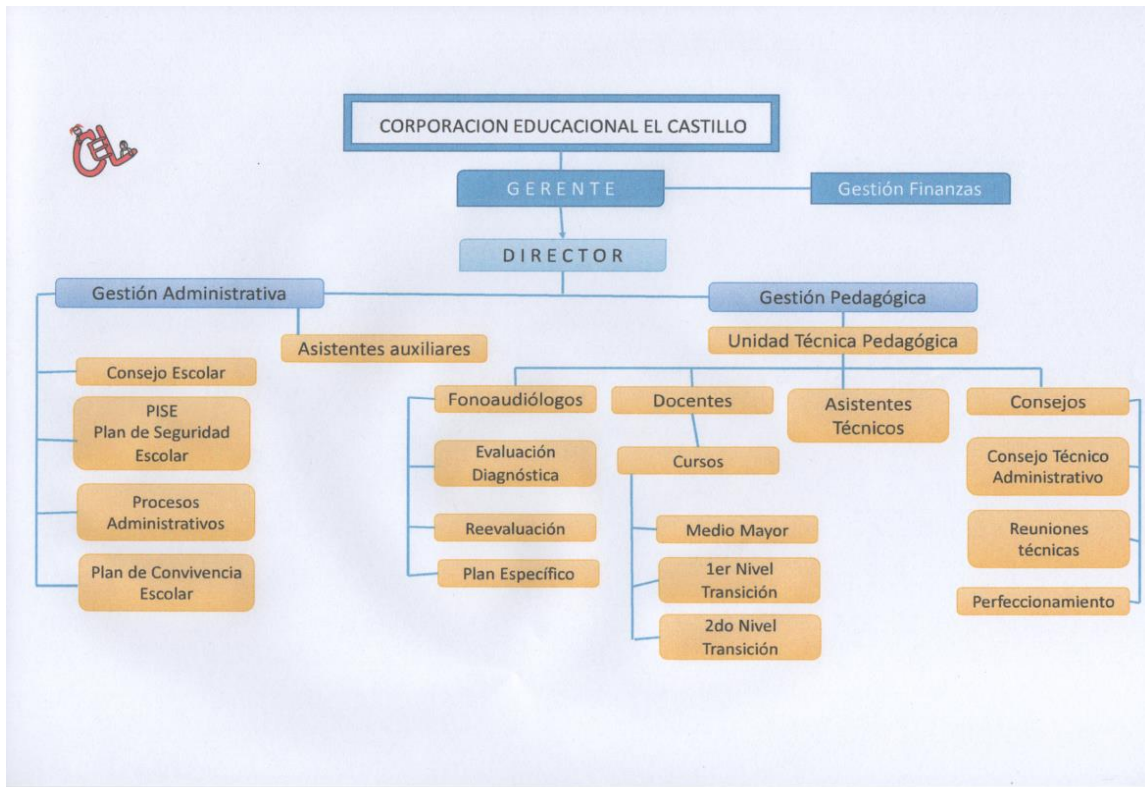 CEL
CORPORACION EDUCACIONAL EL CASTILLO
GERENTE
Gestión Finanzas
DIRECTOR
Gestión Administrativa
Gestión Pedagógica
Asistentes auxiliares
Unidad Técnica Pedagógica
Consejo Escolar
PISE
Plan de Seguridad
Escolar
Procesos
Administrativos
Plan de Convivencia
Escolar
Fonoaudiólogos
Evaluación
Diagnóstica
Reevaluación
Plan Específico
Docentes
Cursos
Medio Mayor
1er Nivel
Transición
2do Nivel
Transición
Asistentes
Técnicos
Consejos
Consejo Técnico
Administrativo
Reuniones
técnicas
Perfeccionamiento